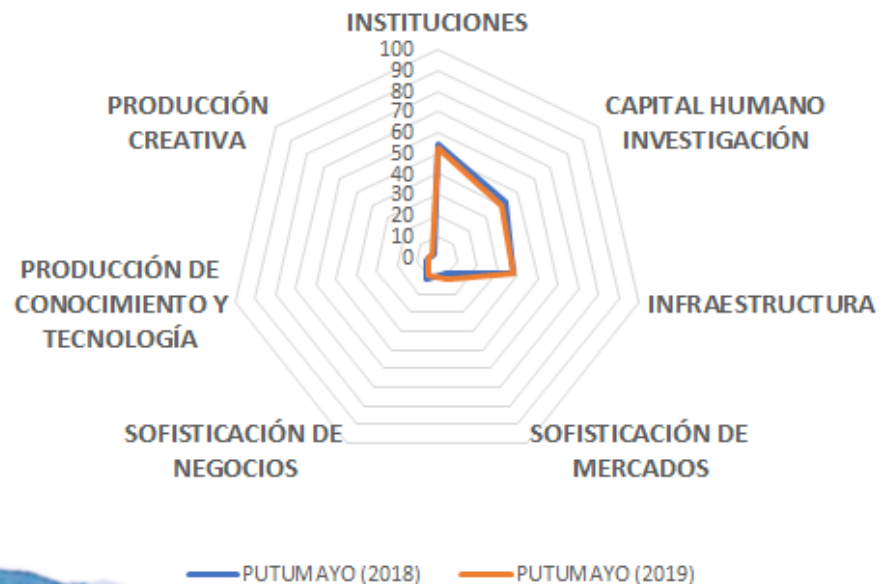 INSTITUCIONES
100
90
80
70
60
50
40
30
20
10
0
CAPITAL HUMANO
INVESTIGACIÓN
INFRAESTRUCTURA
SOFISTICACIÓN DE
MERCADOS
SOFISTICACIÓN DE
NEGOCIOS
PRODUCCIÓN DE
CONOCIMIENTO Y
TECNOLOGÍA
PRODUCCIÓN
CREATIVA
PUTUMAYO (2018)
PUTUMAYO (2019)